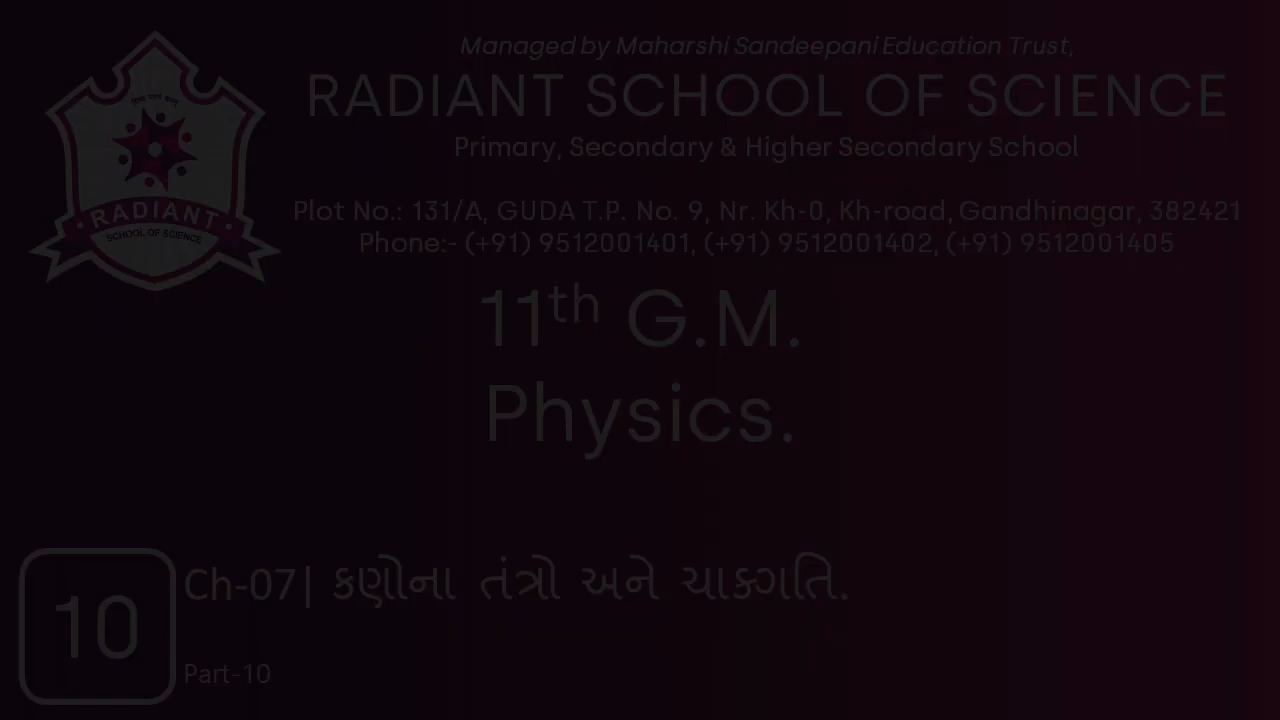 Managed by Maharshi Sandeepani Education Trust,
RADIANT SCHOOL OF SCIENCE
Primary, Secondary & Higher Secondary School
Plot No.: 131/A, GUDA T.P. No. 9, Nr. Kh-0, Kh-road, Gandhinagar, 382421
Phone:- (+91) 9512001401, (+91) 9512001402, (+91) 9512001405
RADIANT
SCHOOL OF SCIENCE
11th G.M.
Physics.
10
Ch-07| કણોના તંત્રો અને ચાકગતિ.
Part-10